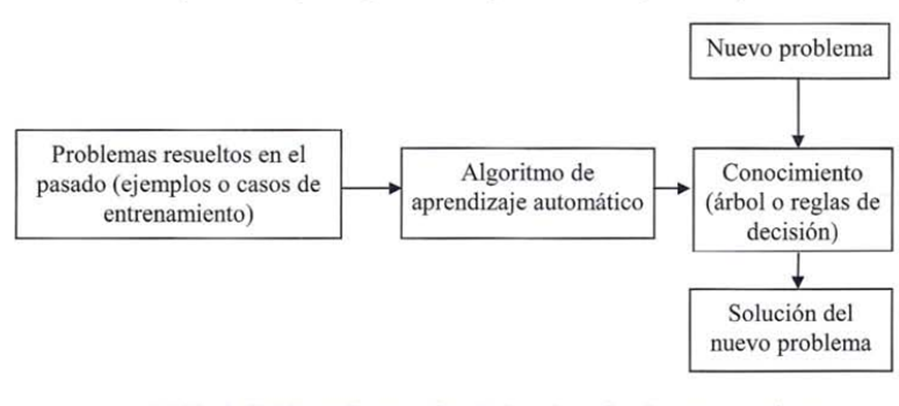 Nuevo problema
Problemas resueltos en el
pasado (ejemplos o casos de
entrenamiento)
Algoritmo de
aprendizaje automático
Conocimiento
(árbol o reglas de
decisión)
Solución del
nuevo problema